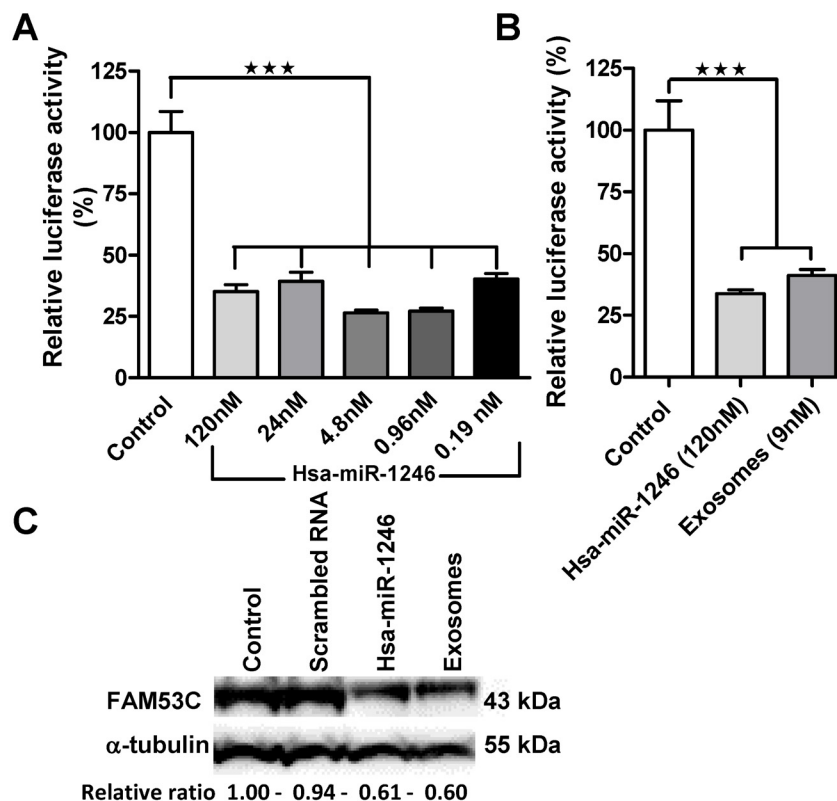 A
Relative luciferase activity
(%)
125
100
75
50
25
0
★★★
Control
120nM
24nM
4.8nM
0.96nM
0.19 nM
Hsa-miR-1246
B
Relative luciferase activity (%)
125
100
75
50
25
0
★★★
Control
Hsa-miR-1246 (120nM)
Exosomes (9nM)
C
Control
Scrambled RNA
Hsa-miR-1246
Exosomes
FAM53C 43 kDa
α-tubulin 55 kDa
Relative ratio 1.00 - 0.94 - 0.61 - 0.60